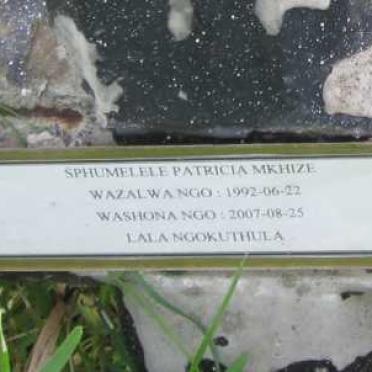 SPHUMELELE PATRICIA MKHIZE
WAZALWA NGO : 1992-06-22
WASHONA NGO : 2007-08-25
LALA NGOKUTHULA